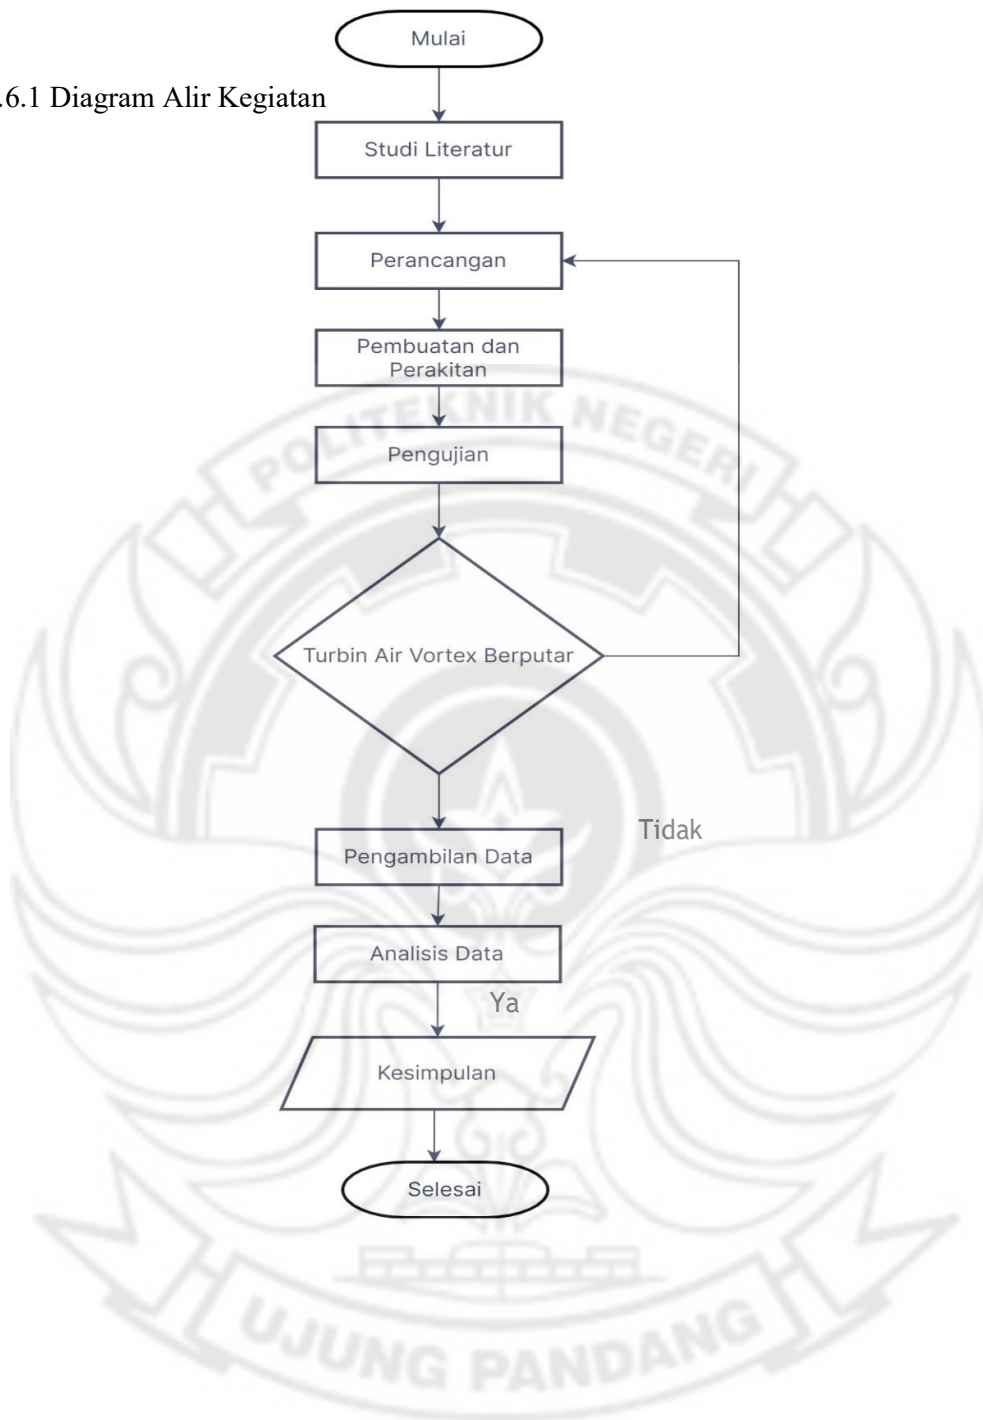 Mulai
.6.1 Diagram Alir Kegiatan
Studi Literatur
Perancangan
Pembuatan dan
Perakitan
POLITEKNIK NEGERI
Pengujian
Turbin Air Vortex Berputar
Tidak
Pengambilan Data
Analisis Data
Ya
Kesimpulan
Selesai
UJUNG PANDANG